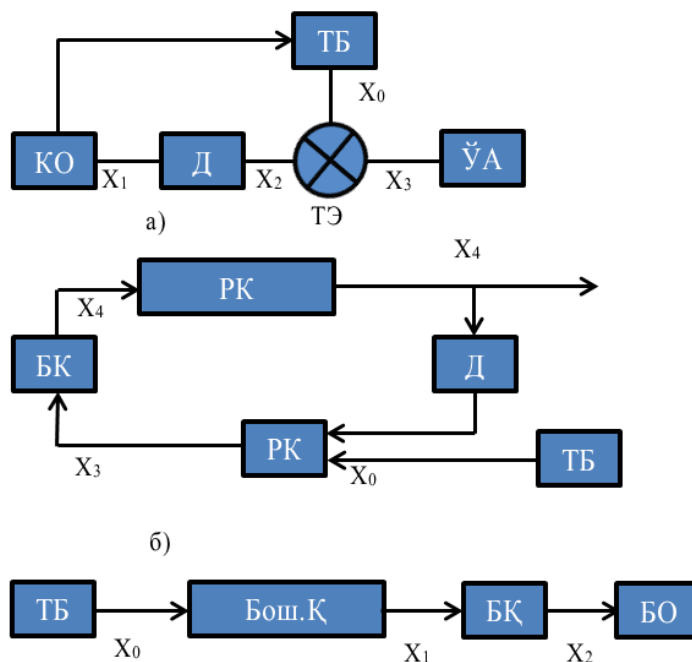 ТБ
X0
КО
X1
Д
X2
ТЭ
X3
ЎА
а)
X4
РК
X4
БК
Д
РК
X3
X0
ТБ
б)
ТБ
X0
Бош.Қ
X1
БҚ
X2
БО